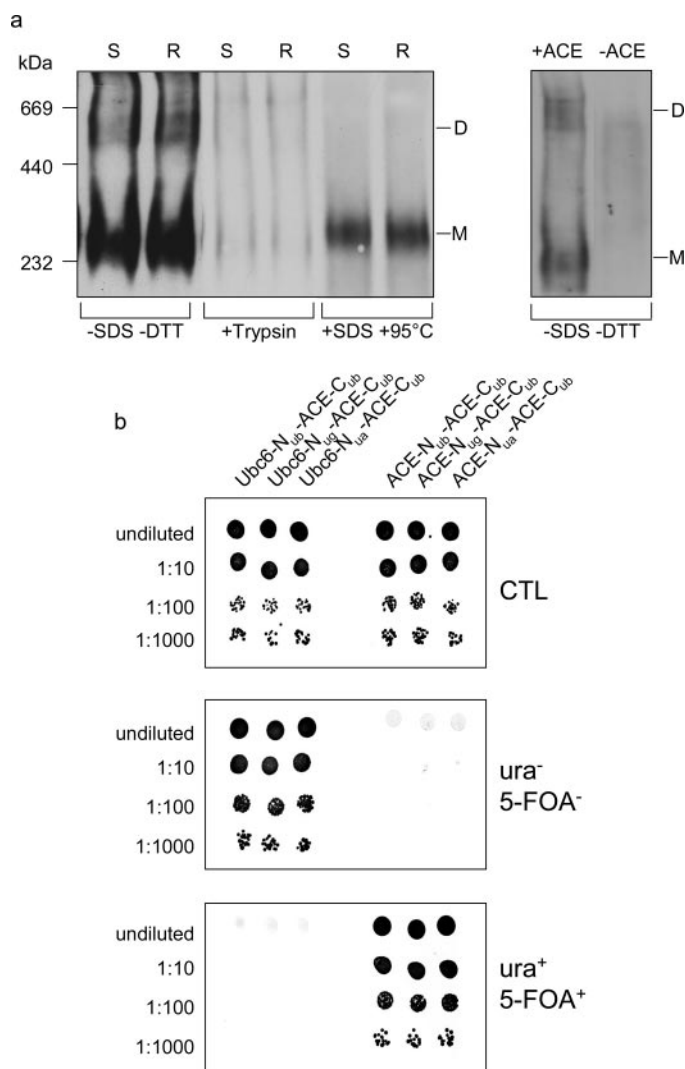 a
S R S R S R +ACE -ACE
kDa
669
D D
440
M M
232
-SDS -DTT +Trypsin +SDS +95°C -SDS -DTT
b
Ubc6-Nub-ACE-Cub
Ubc6-Nug-ACE-Cub
Ubc6-Nua-ACE-Cub
ACE-Nub-ACE-Cub
ACE-Nug-ACE-Cub
ACE-Nua-ACE-Cub
undiluted
1:10
CTL
1:100
1:1000
undiluted
ura-
1:10
5-FOA-
1:100
1:1000
undiluted
ura+
1:10
5-FOA+
1:100
1:1000